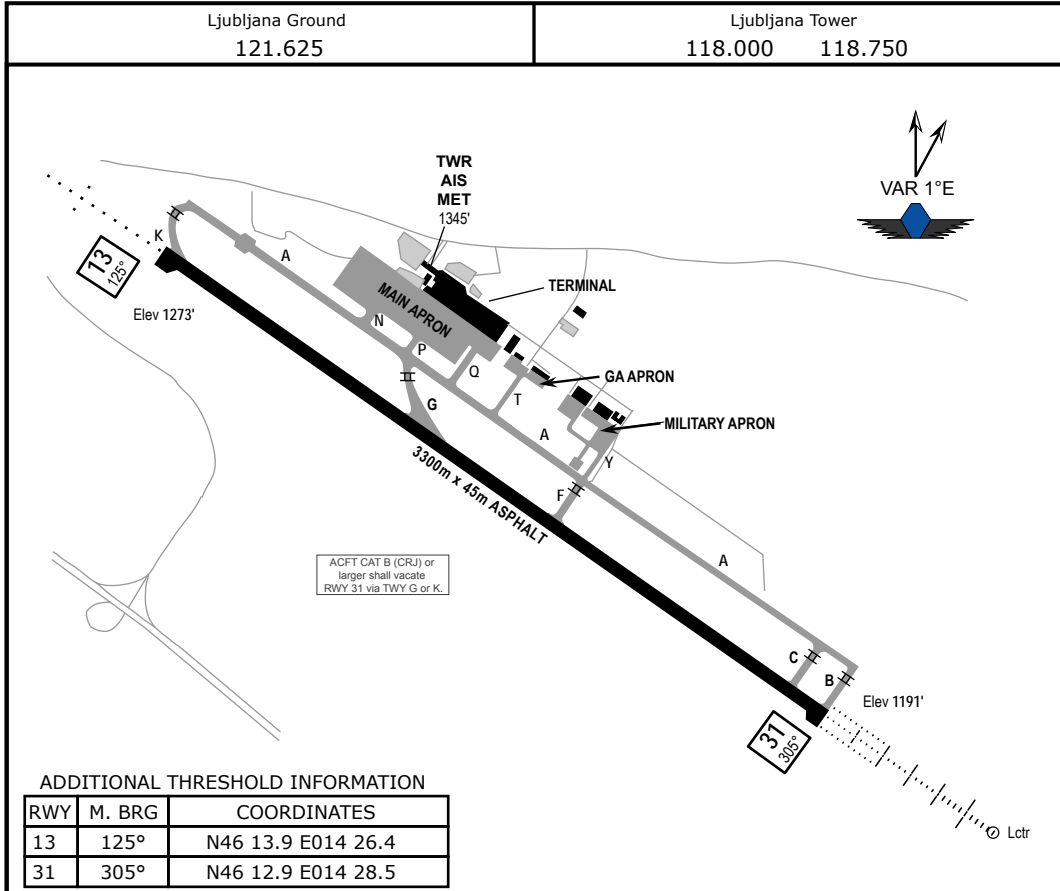 Ljubljana Ground
121.625
Ljubljana Tower
118.000 118.750
TWR
AIS
MET
1345'
VAR 1°E
K
13
125°
A
TERMINAL
MAIN APRON
Elev 1273'
N
P
Q
GA APRON
T
G
MILITARY APRON
A
Y
3300m x 45m ASPHALT
F
A
ACFT CAT B (CRJ) or
larger shall vacate
RWY 31 via TWY G or K.
C
B
Elev 1191'
31
305°
Lctr
ADDITIONAL THRESHOLD INFORMATION
RWY M. BRG COORDINATES
13 125° N46 13.9 E014 26.4
31 305° N46 12.9 E014 28.5